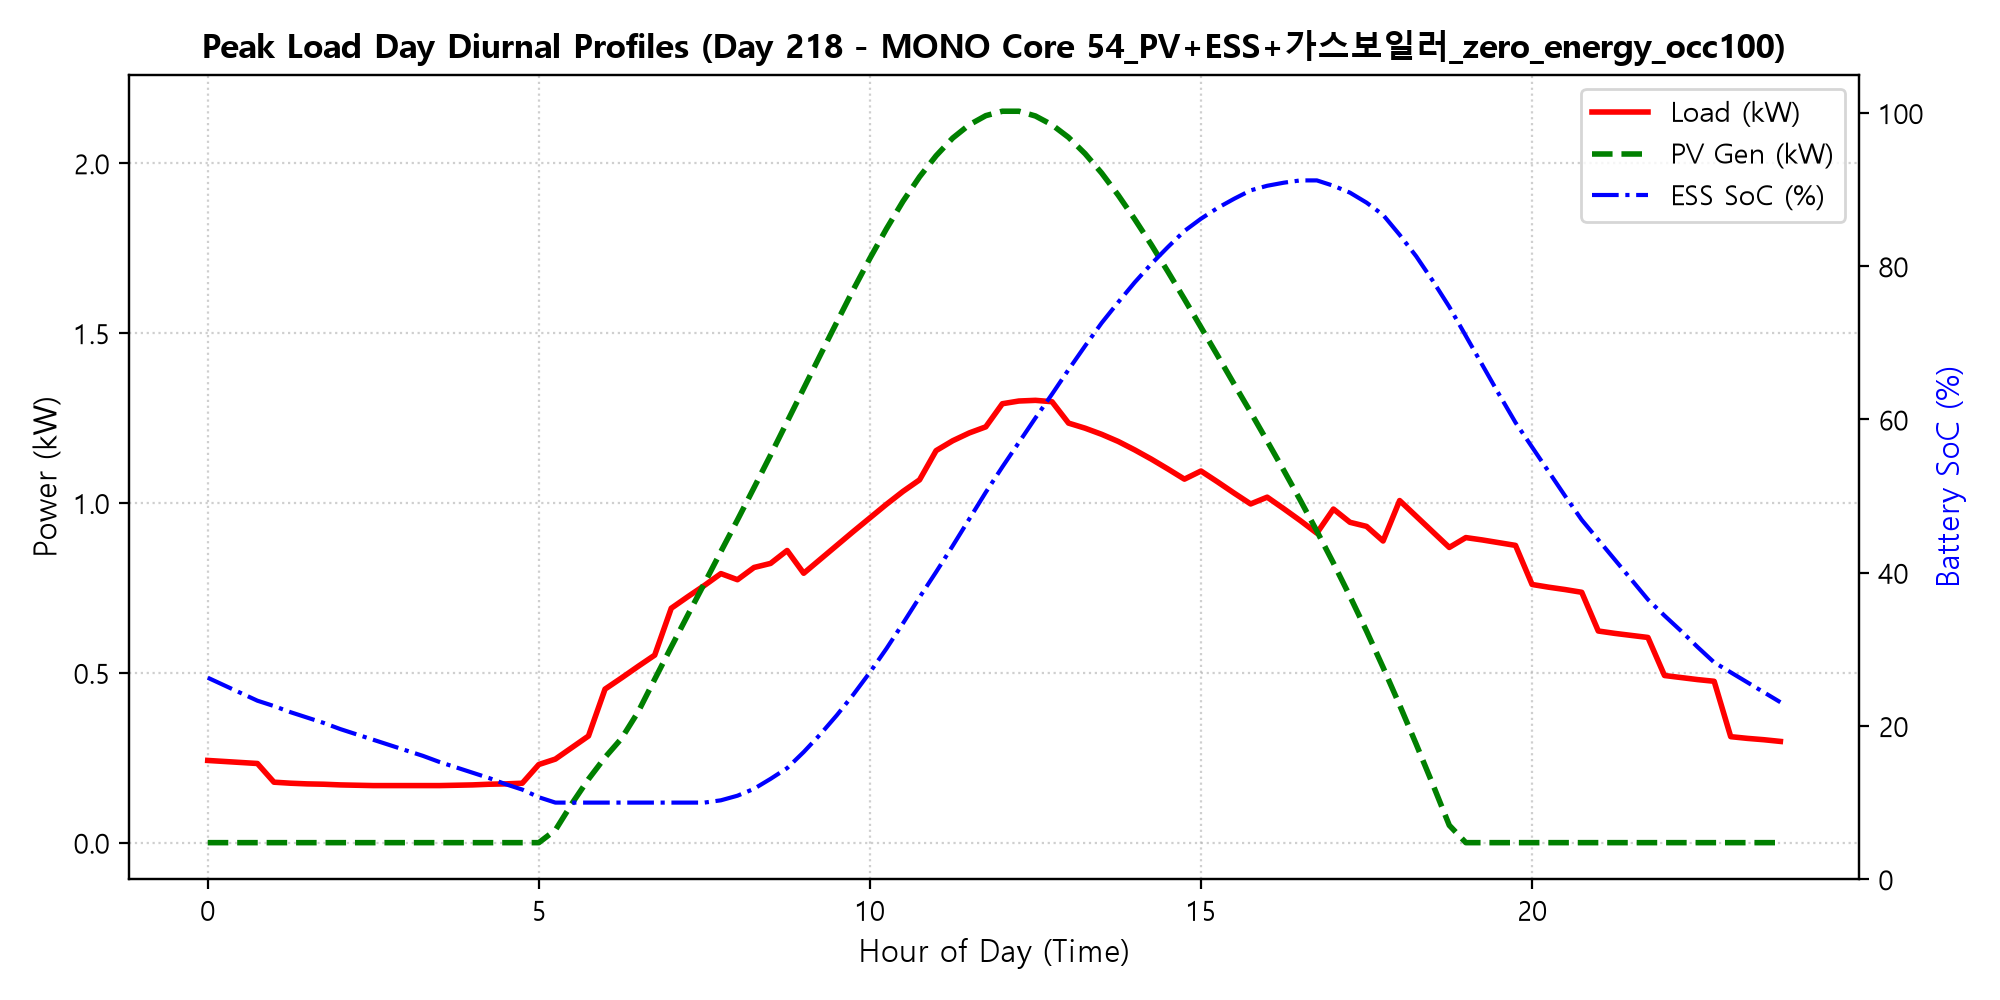 Peak Load Day Diurnal Profiles (Day 218 - MONO Core 54_PV+ESS+가스보일러_zero_energy_occ100)
Load (kW)
PV Gen (kW)
ESS SoC (%)
Power (kW)
2.0
1.5
1.0
0.5
0.0
100
80
60
40
20
0
Battery SoC (%)
0 5 10 15 20
Hour of Day (Time)